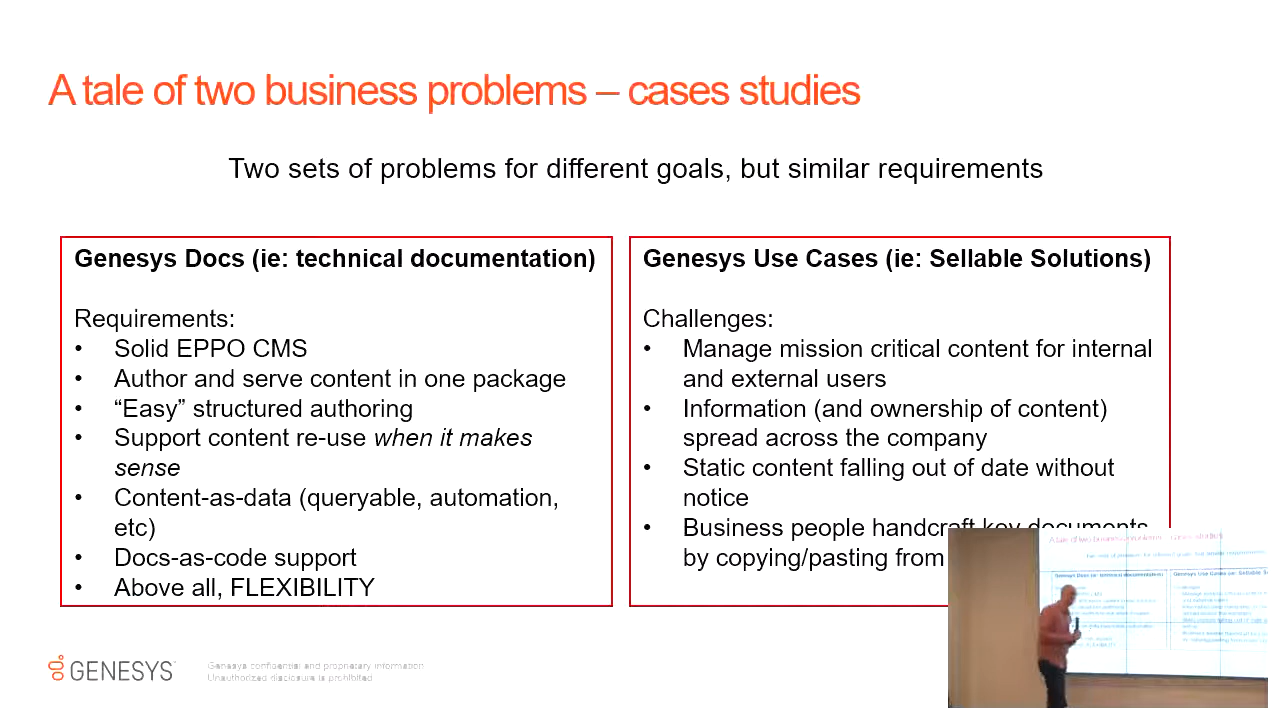 A tale of two business problems – cases studies
Two sets of problems for different goals, but similar requirements
Genesys Docs (ie: technical documentation)
Requirements:
• Solid EPPO CMS
• Author and serve content in one package
• “Easy” structured authoring
• Support content re-use when it makes
sense
• Content-as-data (queryable, automation,
etc)
• Docs-as-code support
• Above all, FLEXIBILITY
Genesys Use Cases (ie: Sellable Solutions)
Challenges:
• Manage mission critical content for internal
and external users
• Information (and ownership of content)
spread across the company
• Static content falling out of date without
notice
• Business people handcraft key documents
by copying/pasting from
GENESYS
Genesys confidential and proprietary information
Unauthorized disclosure is prohibited